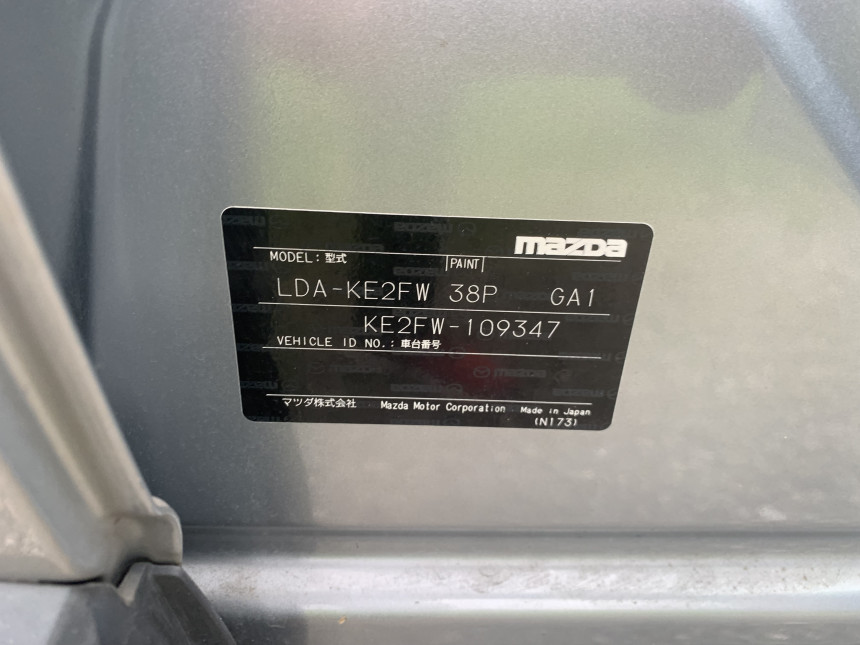 mazda
MODEL : 型式 PAINT
LDA-KE2FW 38P GA1
KE2FW-109347
VEHICLE ID NO. : 車台番号
マツダ株式会社 Mazda Motor Corporation Made in Japan
(N173)